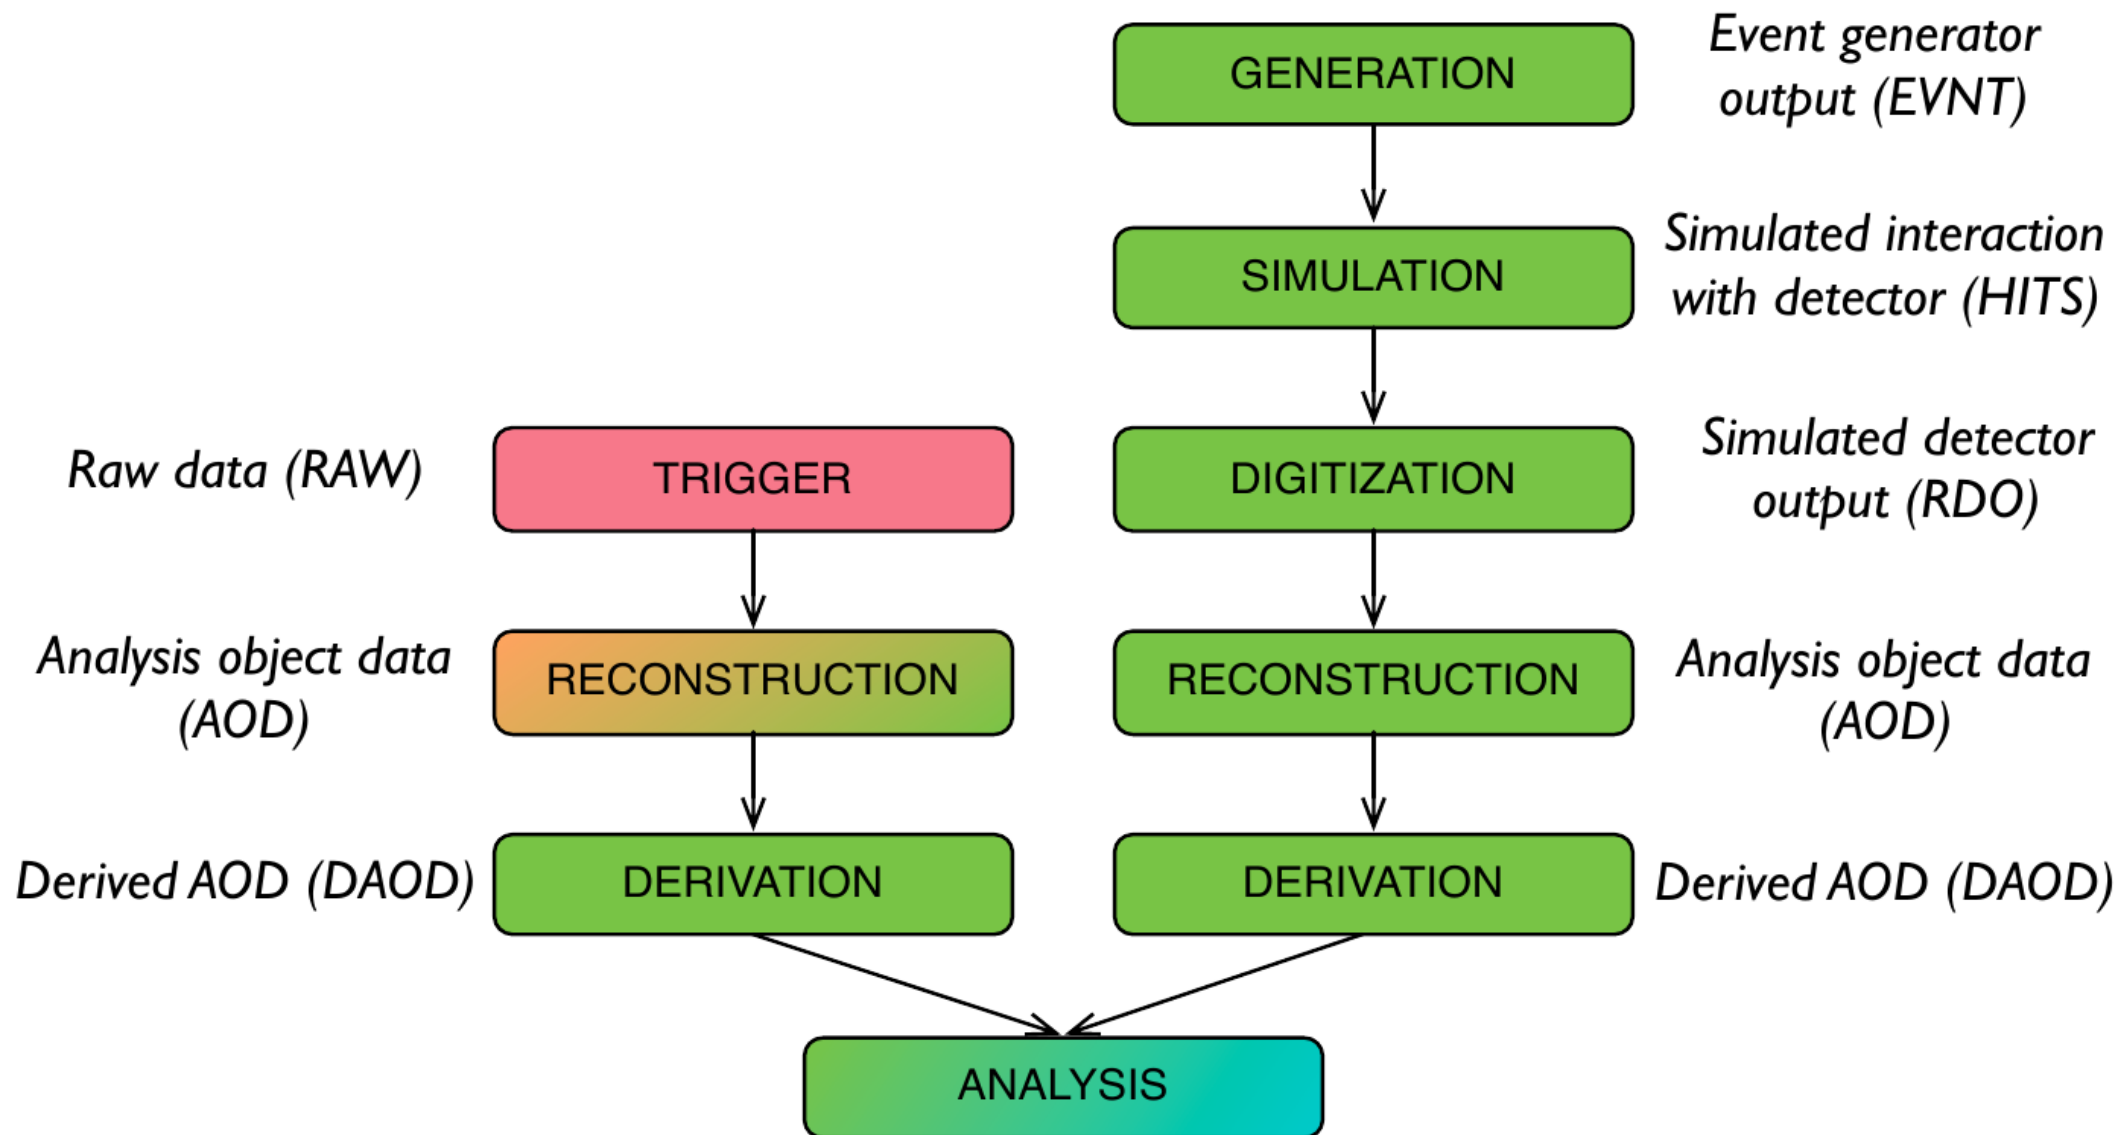 GENERATION
Event generator
output (EVNT)
SIMULATION
Simulated interaction
with detector (HITS)
Raw data (RAW)
TRIGGER
DIGITIZATION
Simulated detector
output (RDO)
Analysis object data
(AOD)
RECONSTRUCTION
RECONSTRUCTION
Analysis object data
(AOD)
Derived AOD (DAOD)
DERIVATION
DERIVATION
Derived AOD (DAOD)
ANALYSIS